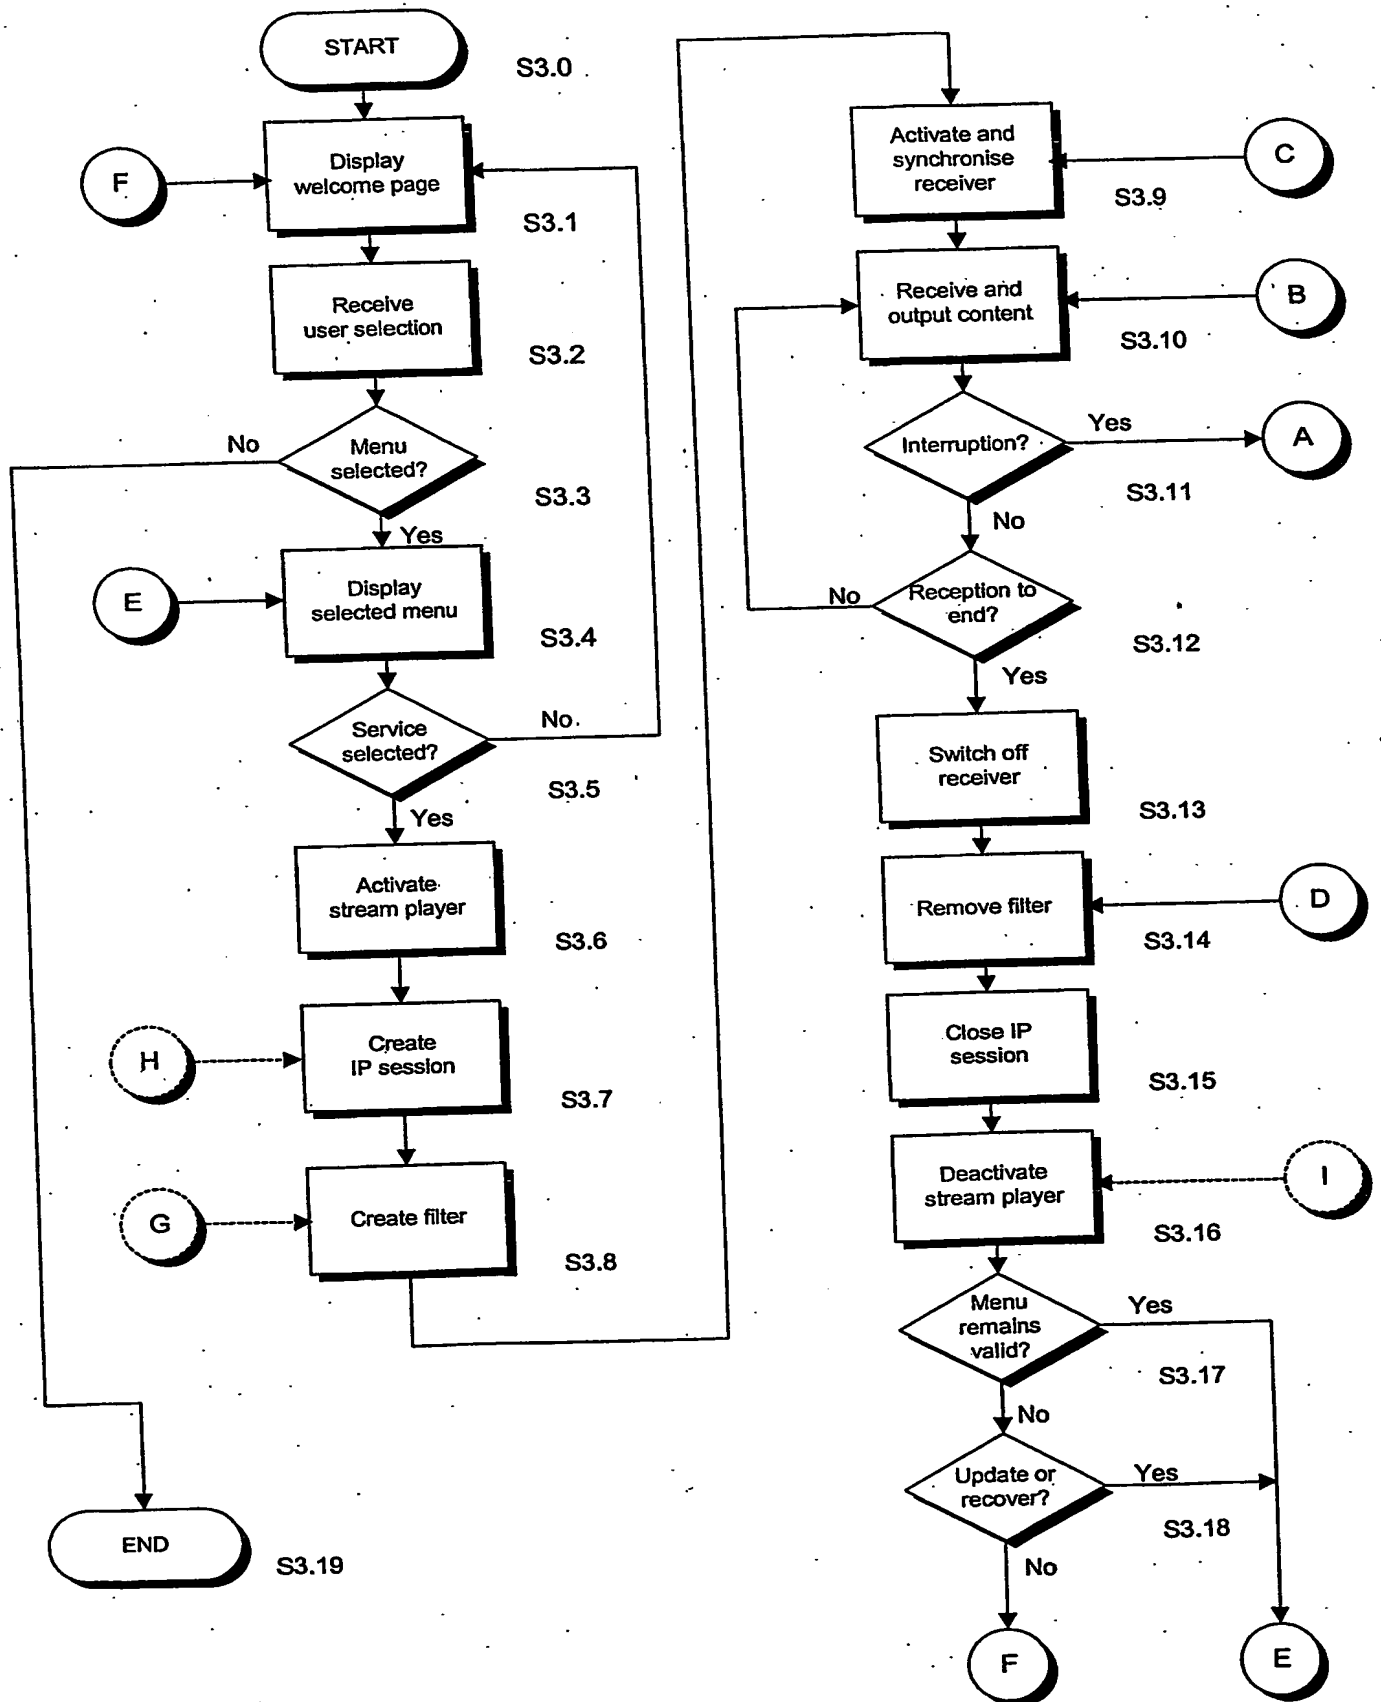 START
S3.0
F
Display
welcome page
S3.1
Receive
user selection
S3.2
No
Menu
selected?
S3.3
Yes
E
Display
selected menu
S3.4
Service
selected?
No
S3.5
Yes
Activate
stream player
S3.6
H
Create
IP session
S3.7
G
Create filter
S3.8
END
S3.19
Activate and
synchronise
receiver
C
S3.9
Receive and
output content
B
S3.10
Interruption?
Yes
A
S3.11
No
No
Reception to
end?
S3.12
Yes
Switch off
receiver
S3.13
Remove filter
D
S3.14
Close IP
session
S3.15
Deactivate
stream player
I
S3.16
Menu
remains
valid?
Yes
S3.17
No
Update or
recover?
Yes
S3.18
No
F
E